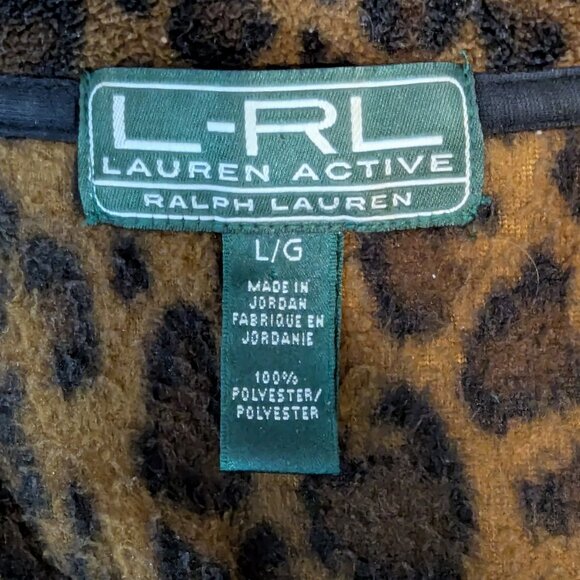 L-RL
LAUREN ACTIVE
RALPH LAUREN
L/G
MADE IN
JORDAN
FABRIQUE EN
JORDANIE
100%
POLYESTER/
POLYESTER